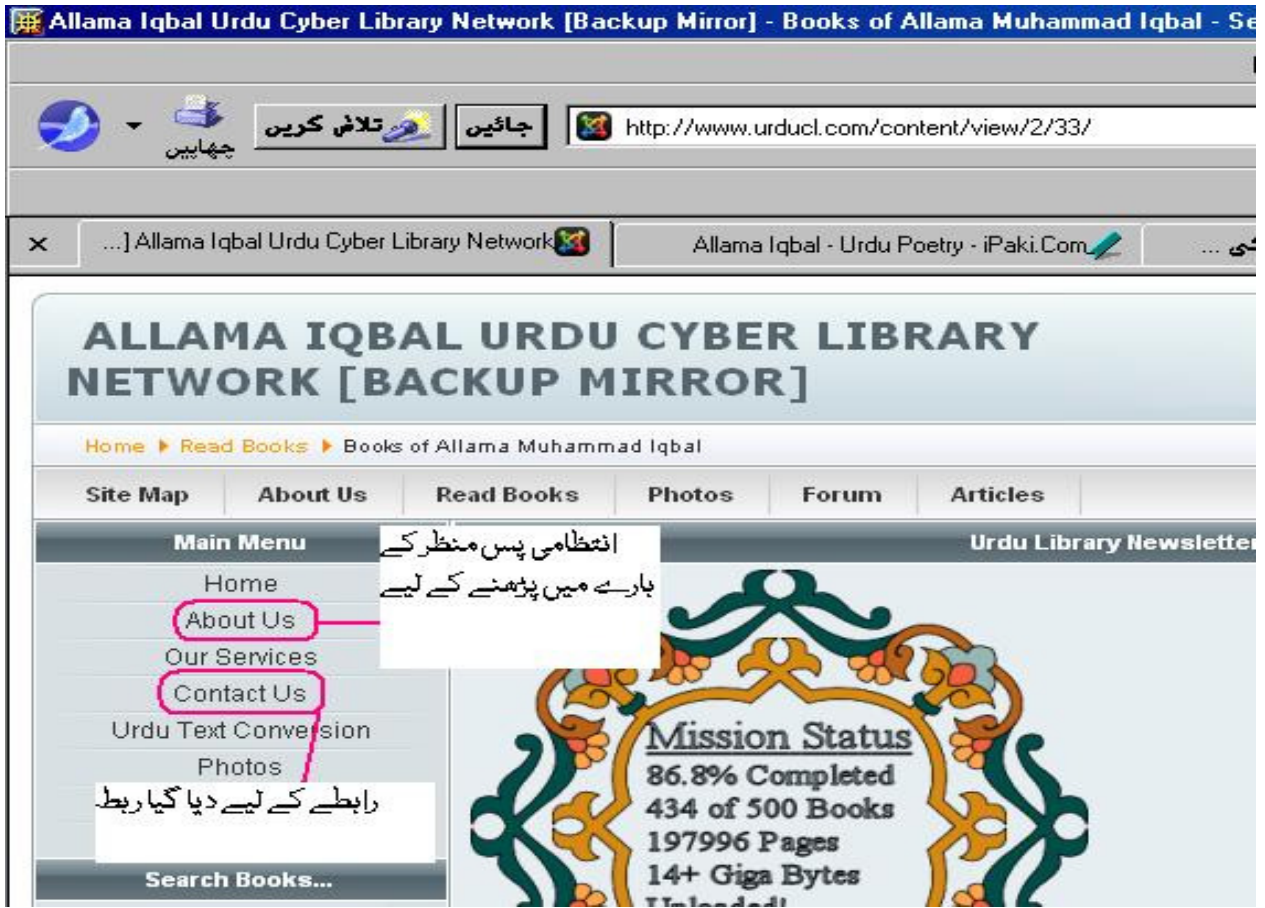 Allama Iqbal Urdu Cyber Library Network [Backup Mirror] - Books of Allama Muhammad Iqbal - Se
چھاپیں
تلاش کریں
جائیں
http://www.urducl.com/content/view/2/33/
...] Allama Iqbal Urdu Cyber Library Network
Allama Iqbal - Urdu Poetry - iPaki.Com
...
ALLAMA IQBAL URDU CYBER LIBRARY
NETWORK [BACKUP MIRROR]
Home Read Books Books of Allama Muhammad Iqbal
Site Map About Us Read Books Photos Forum Articles
Main Menu
Home
About Us
Our Services
Contact Us
Urdu Text Conversion
Photos
Search Books...
انتظامی پس منظر کے
بارے میں پڑھنے کے لیے
رابطے کے لیے دیا گیا ربط
Urdu Library Newsletter
Mission Status
86.8% Completed
434 of 500 Books
197996 Pages
14+ Giga Bytes
Uploaded!